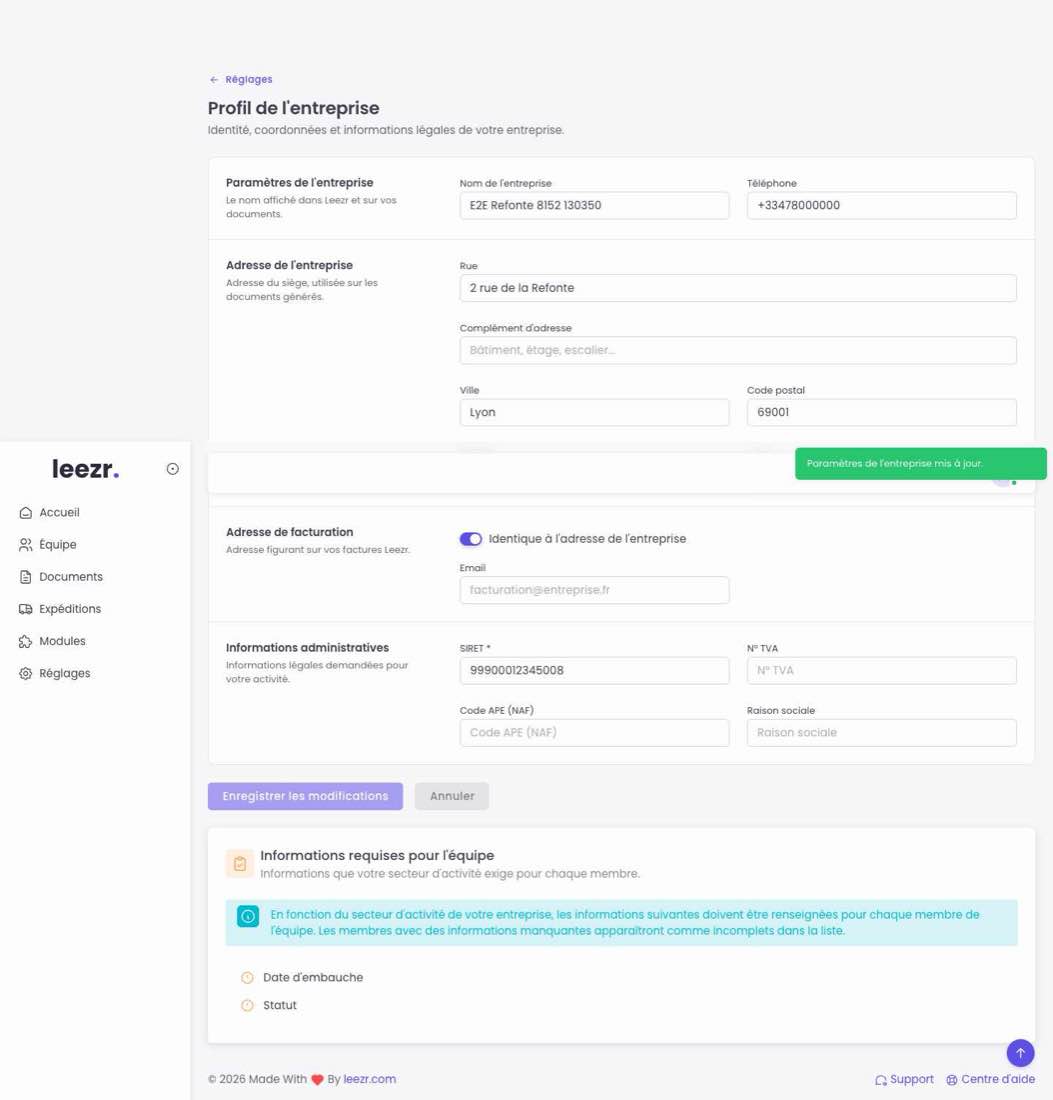 Réglages
Profil de l'entreprise
Identité, coordonnées et informations légales de votre entreprise.
Paramètres de l'entreprise
Le nom affiché dans Leezr et sur vos
documents.
Nom de l'entreprise
E2E Refonte 8152 130350
Téléphone
+33478000000
Adresse de l'entreprise
Adresse du siège, utilisée sur les
documents générés.
Rue
2 rue de la Refonte
Complément d'adresse
Bâtiment, étage, escalier...
Ville
Lyon
Code postal
69001
leezr.
Accueil
Équipe
Documents
Expéditions
Modules
Réglages
Paramètres de l'entreprise mis à jour.
Adresse de facturation
Adresse figurant sur vos factures Leezr.
Identique à l'adresse de l'entreprise
Email
facturation@entreprise.fr
Informations administratives
Informations légales demandées pour
votre activité.
SIRET *
99900012345008
N° TVA
N° TVA
Code APE (NAF)
Code APE (NAF)
Raison sociale
Raison sociale
Enregistrer les modifications
Annuler
Informations requises pour l'équipe
Informations que votre secteur d'activité exige pour chaque membre.
En fonction du secteur d'activité de votre entreprise, les informations suivantes doivent être renseignées pour chaque membre de
l'équipe. Les membres avec des informations manquantes apparaîtront comme incomplets dans la liste.
Date d'embauche
Statut
© 2026 Made With By leezr.com
Support
Centre d'aide